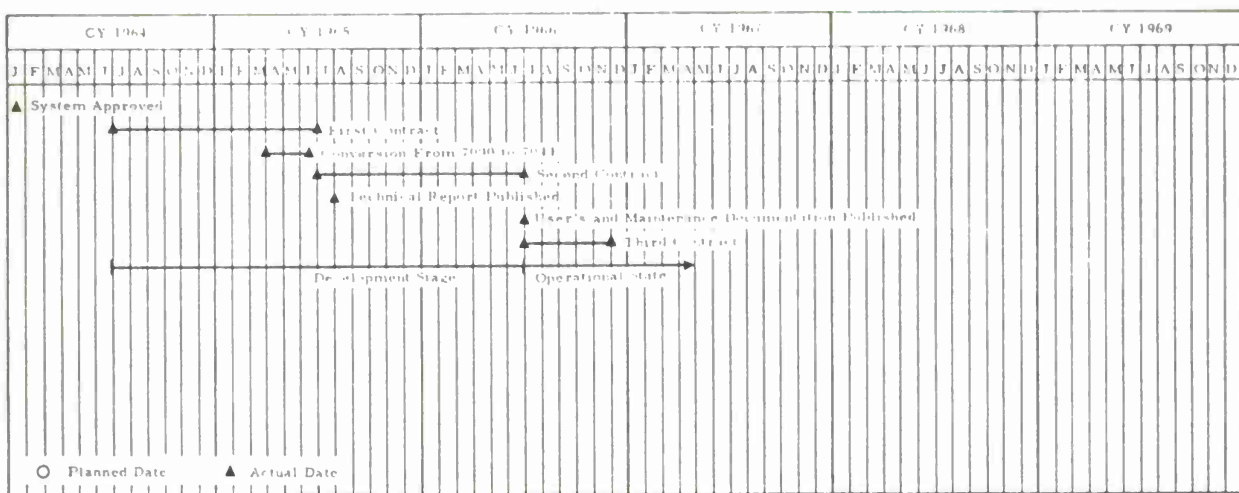 CY 1964 CY 1965 CY 1966 CY 1967 CY 1968 CY 1969
J F M A M J J A S O N D J F M A M J J A S O N D J F M A M J J A S O N D J F M A M J J A S O N D J F M A M J J A S O N D J F M A M J J A S O N D
System Approved
First Contract
Conversion From 7090 to 7044
Second Contract
Technical Report Published
User's and Maintenance Documentation Published
Third Contract
Development Stage Operational State
Planned Date Actual Date